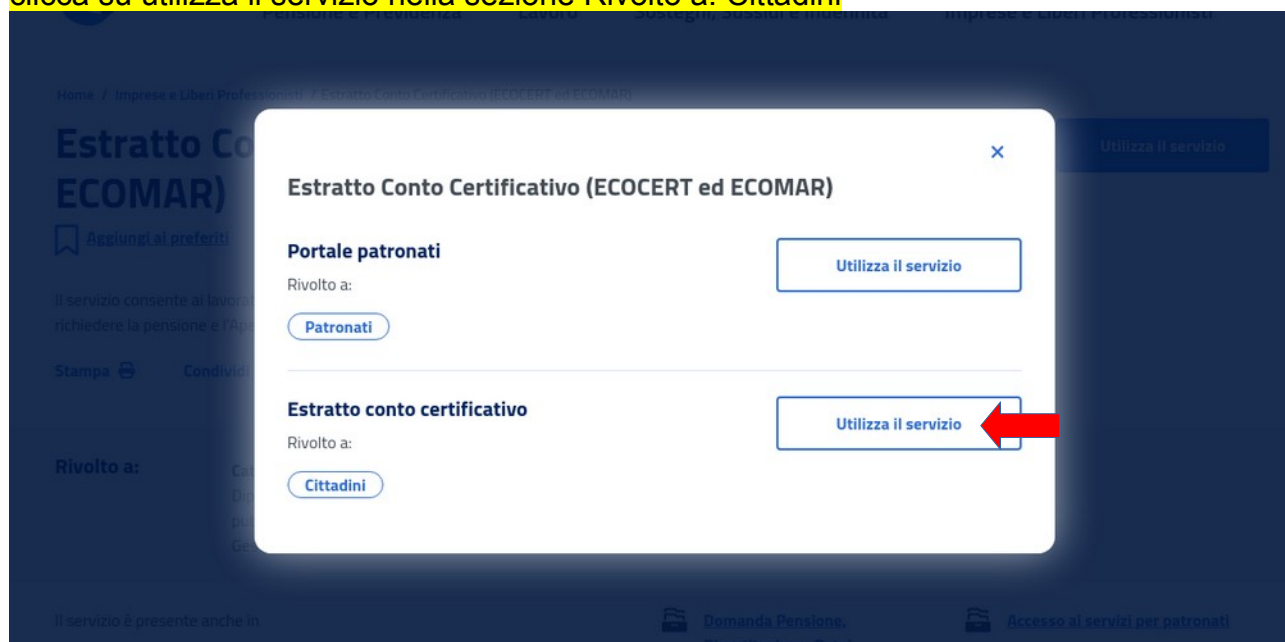 clicca su utilizza il servizio nella sezione Rivolto a: Cittadini
Pensione e Previdenza Lavoro Sostegni, Sussidi e Indennità Imprese e Liberi Professionisti
Home / Imprese e Liberi Professionisti / Estratto Conto Certificativo (ECOCERT ed ECOMAR)
Estratto Co
ECOMAR)
Utilizza il servizio
Aggiungi ai preferiti
Il servizio consente ai lavorat
richiedere la pensione e l'Ape
Stampa Condividi
×
Estratto Conto Certificativo (ECOCERT ed ECOMAR)
Portale patronati
Utilizza il servizio
Rivolto a:
Patronati
Estratto conto certificativo
Utilizza il servizio
Rivolto a:
Cittadini
Rivolto a:
Il servizio è presente anche in
Domanda Pensione,
Accesso ai servizi per patronati